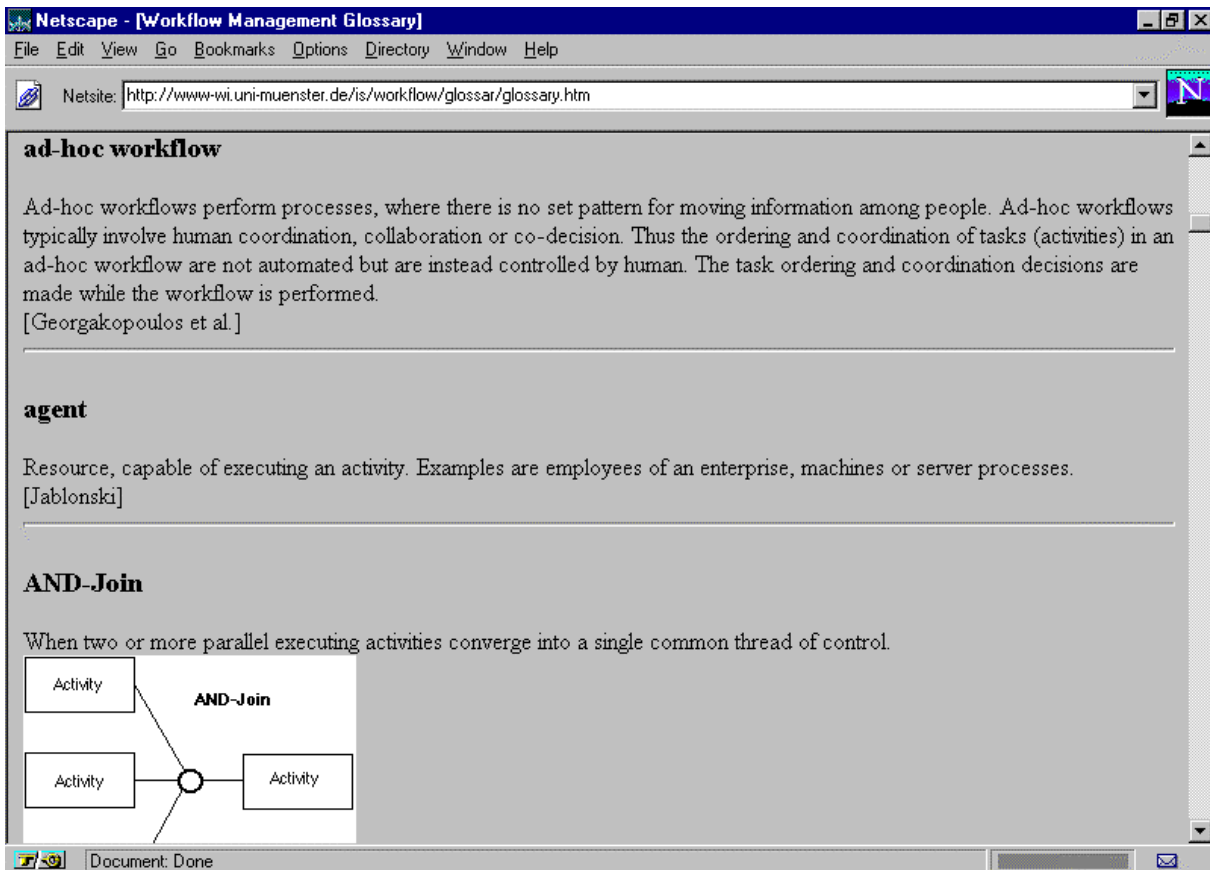 Netscape - [Workflow Management Glossary]
File Edit View Go Bookmarks Options Directory Window Help
Netsite: http://www-wi.uni-muenster.de/is/workflow/glossar/glossary.htm
N
ad-hoc workflow
Ad-hoc workflows perform processes, where there is no set pattern for moving information among people. Ad-hoc workflows
typically involve human coordination, collaboration or co-decision. Thus the ordering and coordination of tasks (activities) in an
ad-hoc workflow are not automated but are instead controlled by human. The task ordering and coordination decisions are
made while the workflow is performed.
[Georgakopoulos et al.]
agent
Resource, capable of executing an activity. Examples are employees of an enterprise, machines or server processes.
[Jablonski]
AND-Join
When two or more parallel executing activities converge into a single common thread of control.
Activity
AND-Join
Activity
Activity
Document: Done